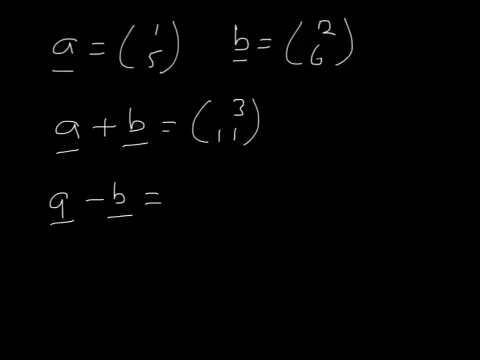 a = (1 5) b = (2 6)
a + b = (3 11)
a - b =